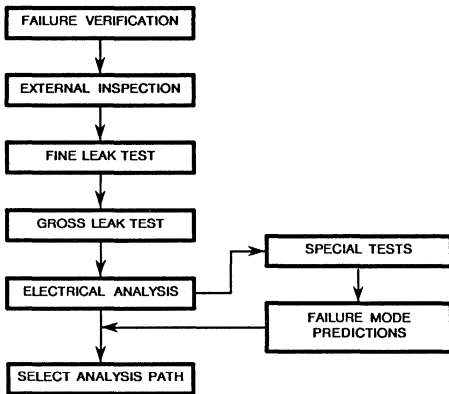 FAILURE VERIFICATION
EXTERNAL INSPECTION
FINE LEAK TEST
GROSS LEAK TEST
ELECTRICAL ANALYSIS
SPECIAL TESTS
FAILURE MODE
PREDICTIONS
SELECT ANALYSIS PATH